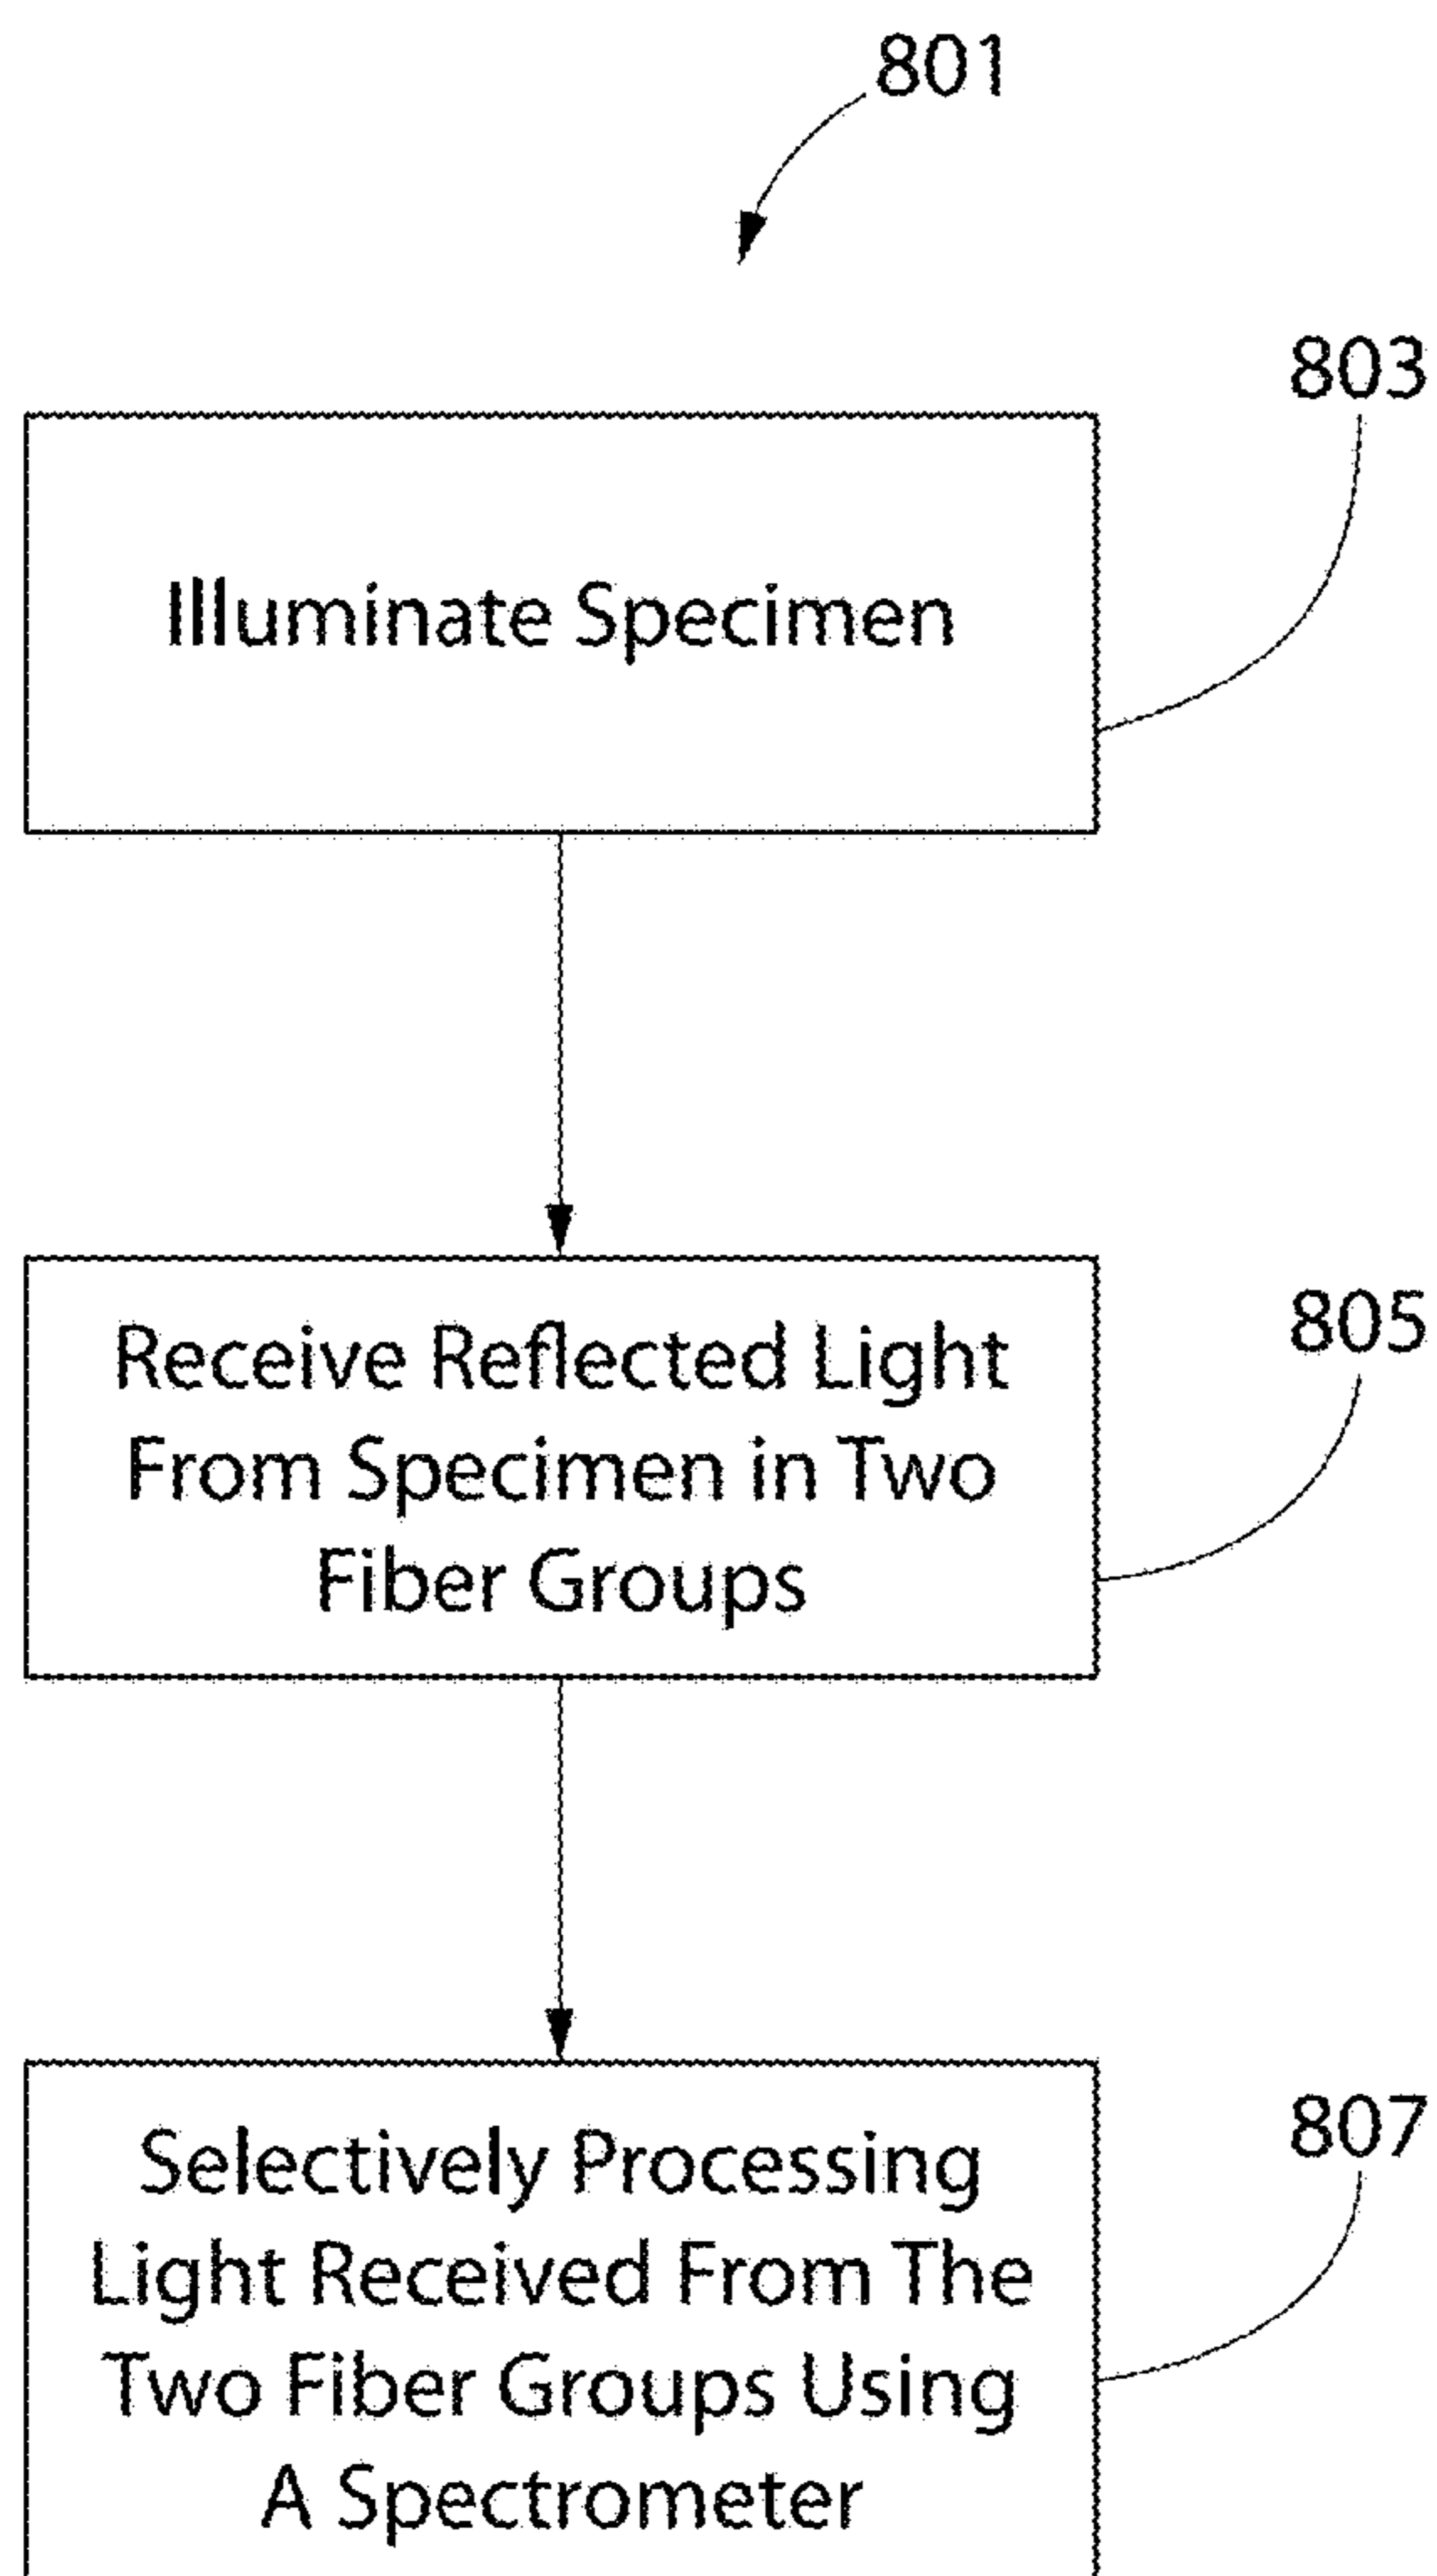 801
803
Illuminate Specimen
805
Receive Reflected Light
From Specimen in Two
Fiber Groups
807
Selectively Processing
Light Received From The
Two Fiber Groups Using
A Spectrometer